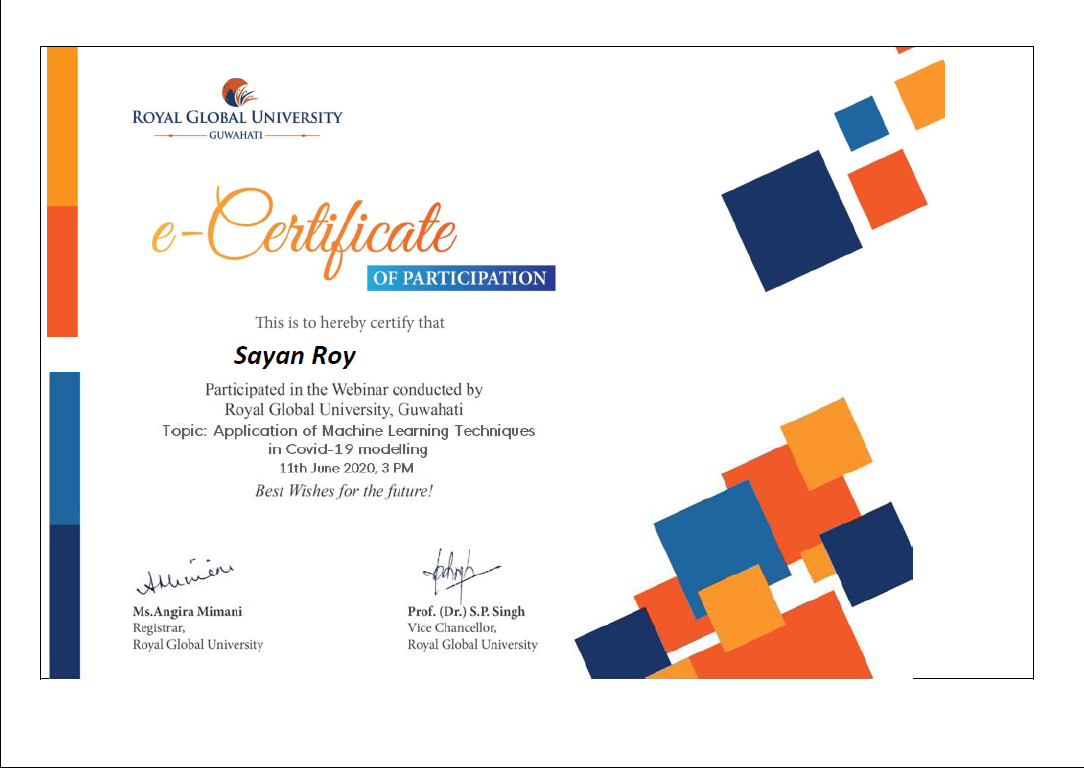 ROYAL GLOBAL UNIVERSITY
GUWAHATI
e-Certificate
OF PARTICIPATION
This is to hereby certify that
Sayan Roy
Participated in the Webinar conducted by
Royal Global University, Guwahati
Topic: Application of Machine Learning Techniques
in Covid-19 modelling
11th June 2020, 3 PM
Best Wishes for the future!
Ms.Angira Mimani
Registrar,
Royal Global University
Prof. (Dr.) S.P. Singh
Vice Chancellor,
Royal Global University